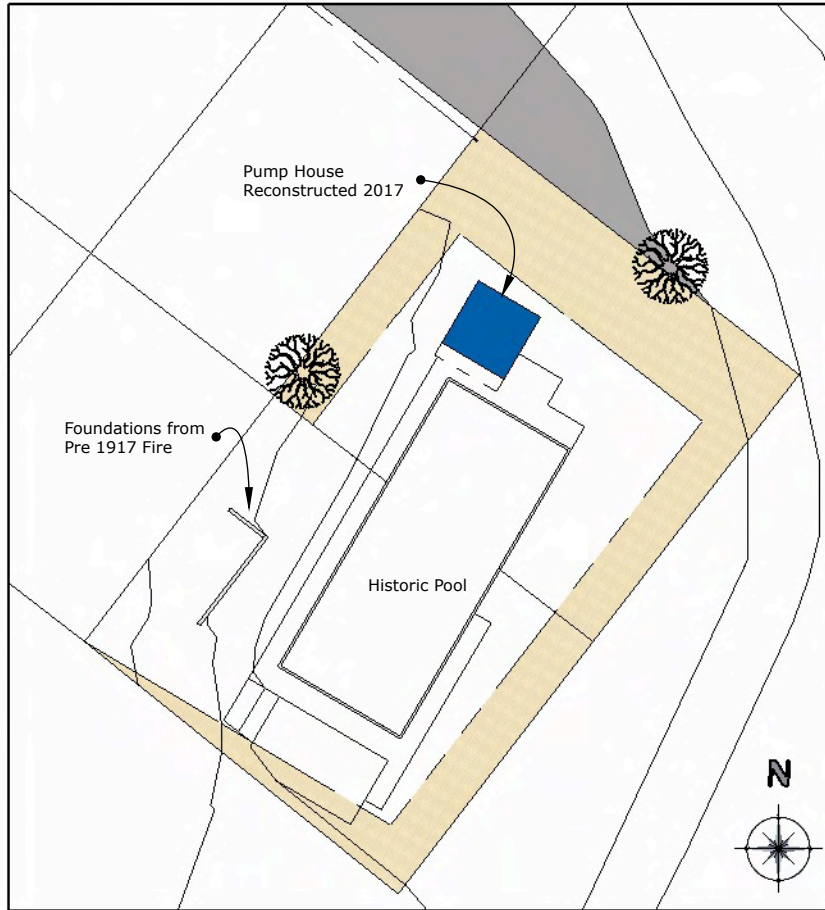 Pump House
Reconstructed 2017
Foundations from
Pre 1917 Fire
Historic Pool
N